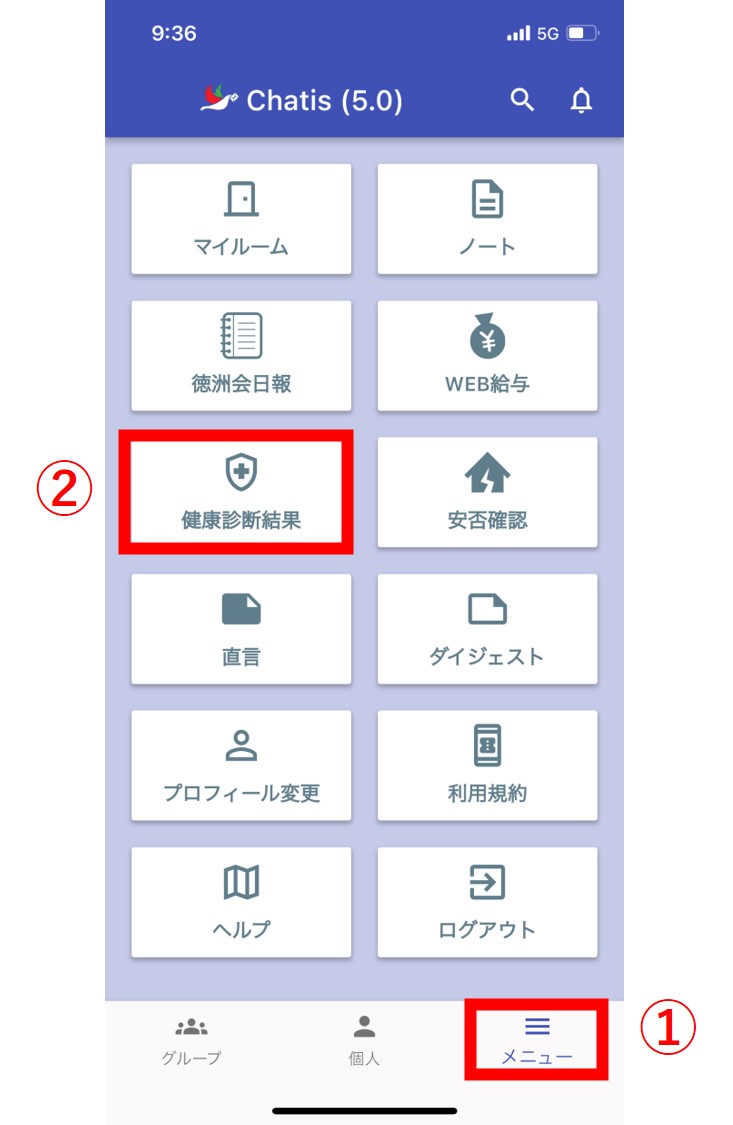 9:36
5G
Chatis (5.0)
マイルーム
ノート
徳洲会日報
WEB給与
②
健康診断結果
安否確認
直言
ダイジェスト
プロフィール変更
利用規約
ヘルプ
ログアウト
グループ
個人
メニュー
①